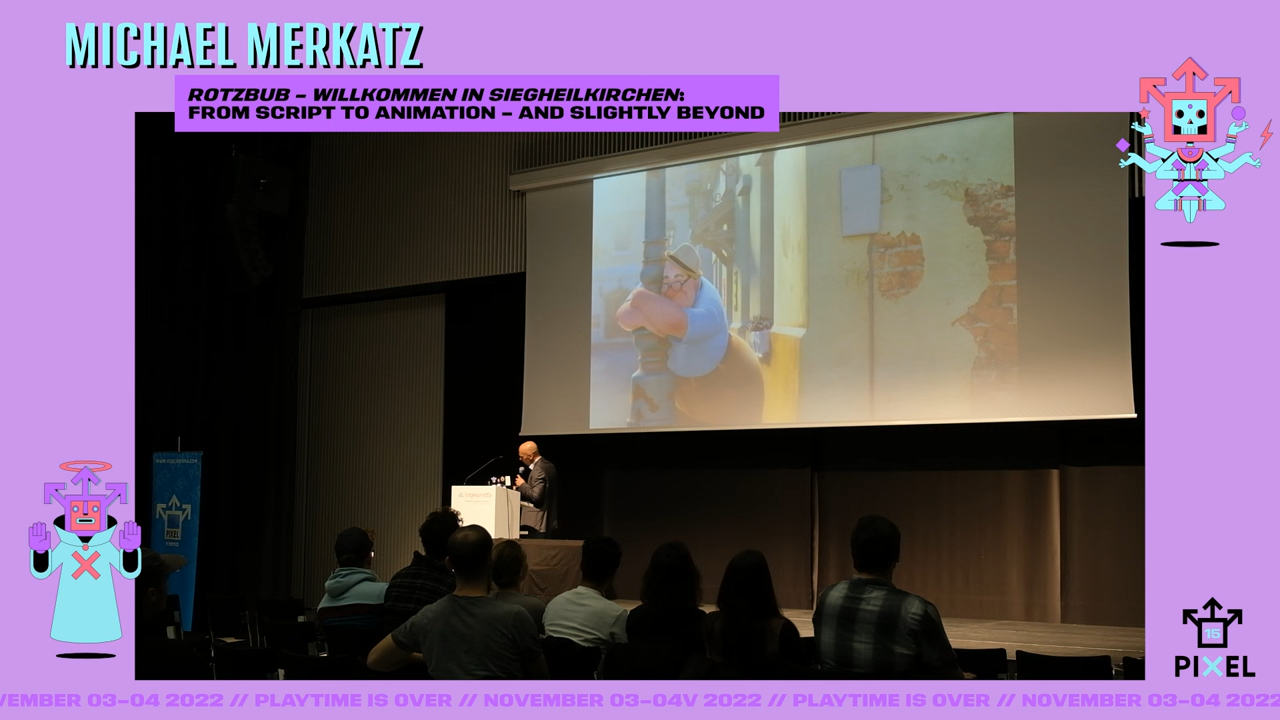 MICHAEL MERKATZ
ROTZBUB – WILLKOMMEN IN SIEGHEILKIRCHEN:
FROM SCRIPT TO ANIMATION – AND SLIGHTLY BEYOND
PIXEL
15
PIXEL
VEMBER 03–04 2022 // PLAYTIME IS OVER // NOVEMBER 03–04V 2022 // PLAYTIME IS OVER // NOVEMBER 03–04 2022